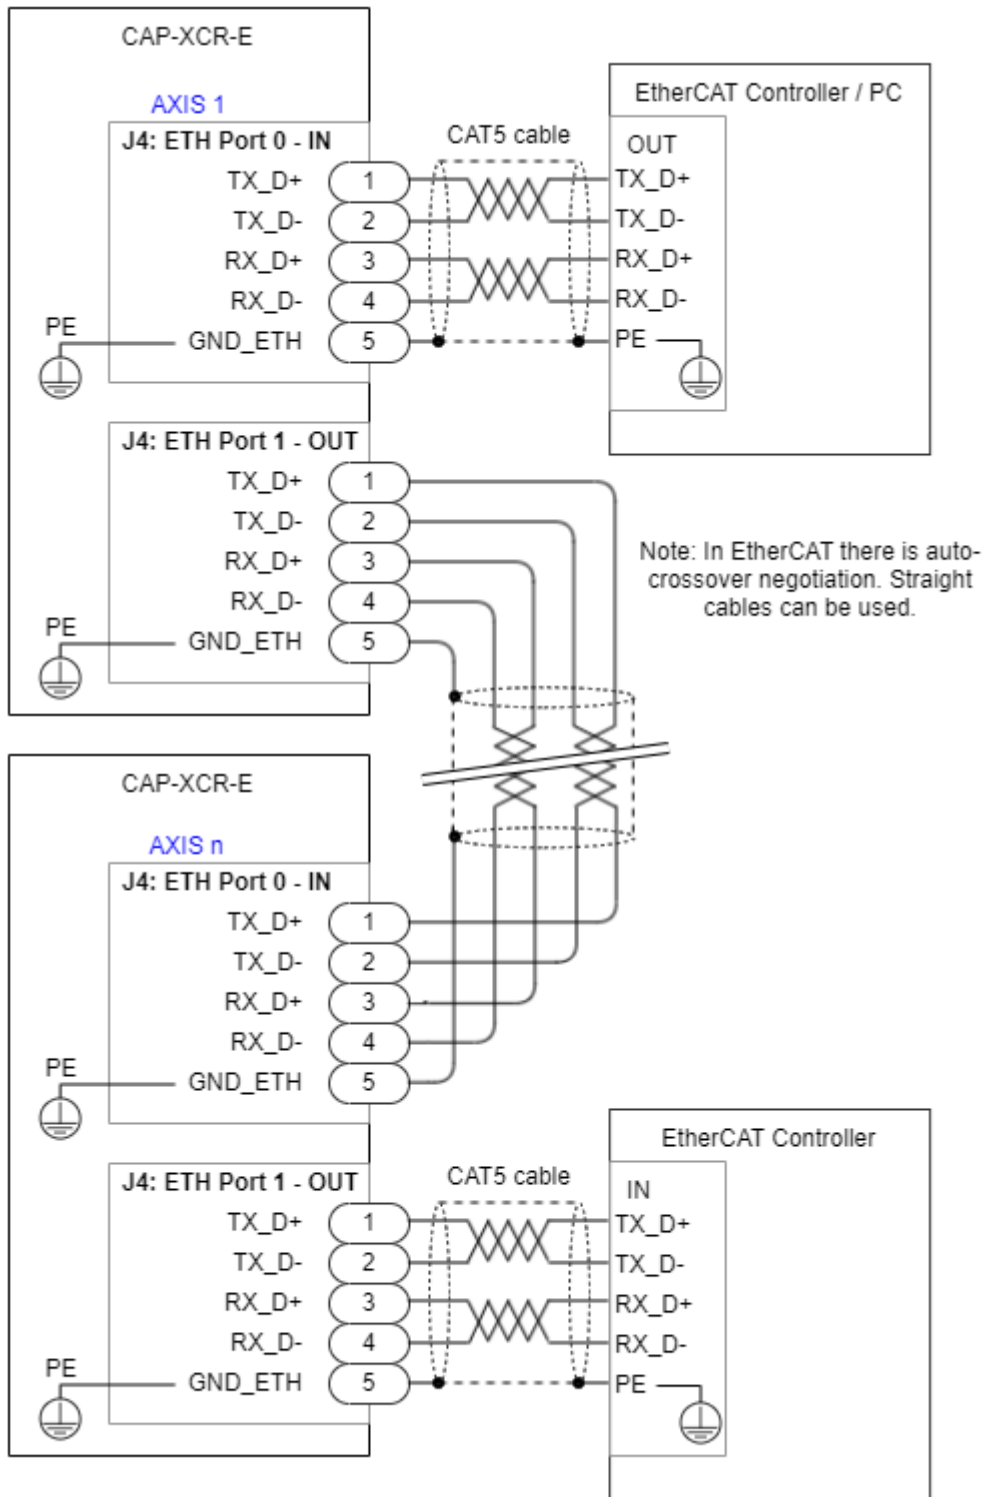 CAP-XCR-E
AXIS 1
J4: ETH Port 0 - IN
TX_D+ 1
TX_D- 2
RX_D+ 3
RX_D- 4
PE
GND_ETH 5
CAT5 cable
EtherCAT Controller / PC
OUT
TX_D+
TX_D-
RX_D+
RX_D-
PE
J4: ETH Port 1 - OUT
TX_D+ 1
TX_D- 2
RX_D+ 3
RX_D- 4
PE
GND_ETH 5
Note: In EtherCAT there is auto-
crossover negotiation. Straight
cables can be used.
CAP-XCR-E
AXIS n
J4: ETH Port 0 - IN
TX_D+ 1
TX_D- 2
RX_D+ 3
RX_D- 4
PE
GND_ETH 5
J4: ETH Port 1 - OUT
TX_D+ 1
TX_D- 2
RX_D+ 3
RX_D- 4
PE
GND_ETH 5
CAT5 cable
EtherCAT Controller
IN
TX_D+
TX_D-
RX_D+
RX_D-
PE